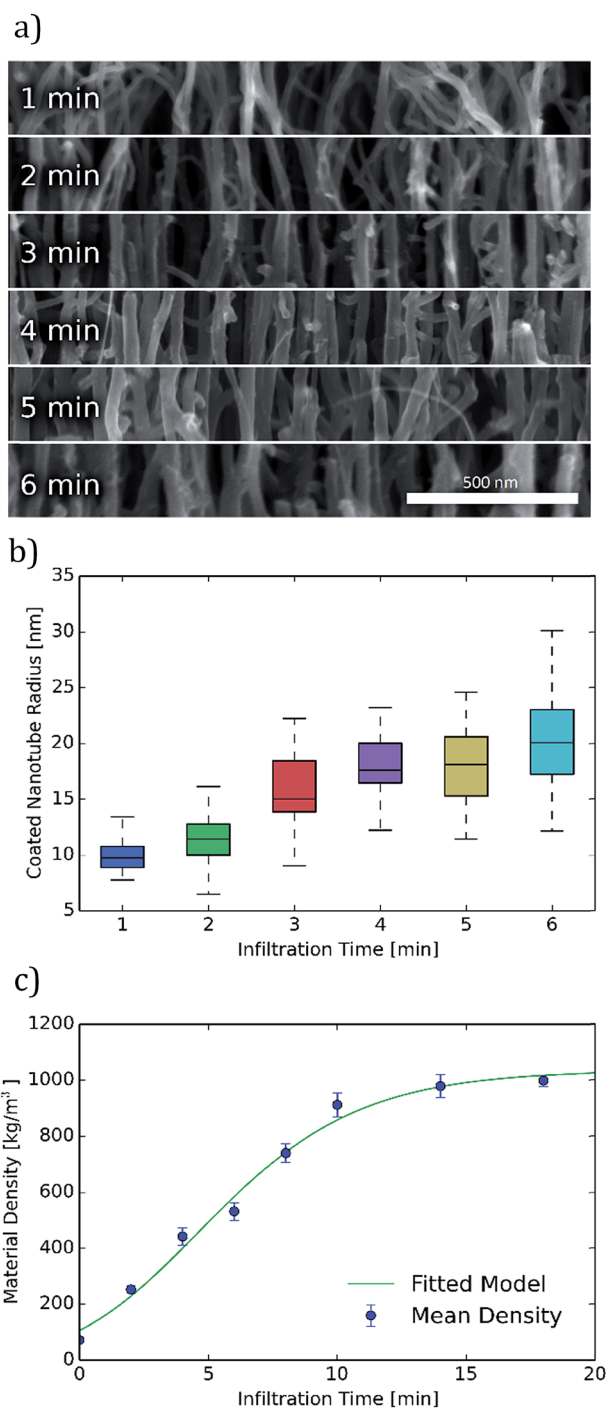 a)
1 min
2 min
3 min
4 min
5 min
6 min
500 nm
b)
35
30
25
20
15
10
5
Coated Nanotube Radius [nm]
1 2 3 4 5 6
Infiltration Time [min]
c)
1200
1000
800
600
400
200
0
Material Density [kg/m³]
Fitted Model
Mean Density
0 5 10 15 20
Infiltration Time [min]